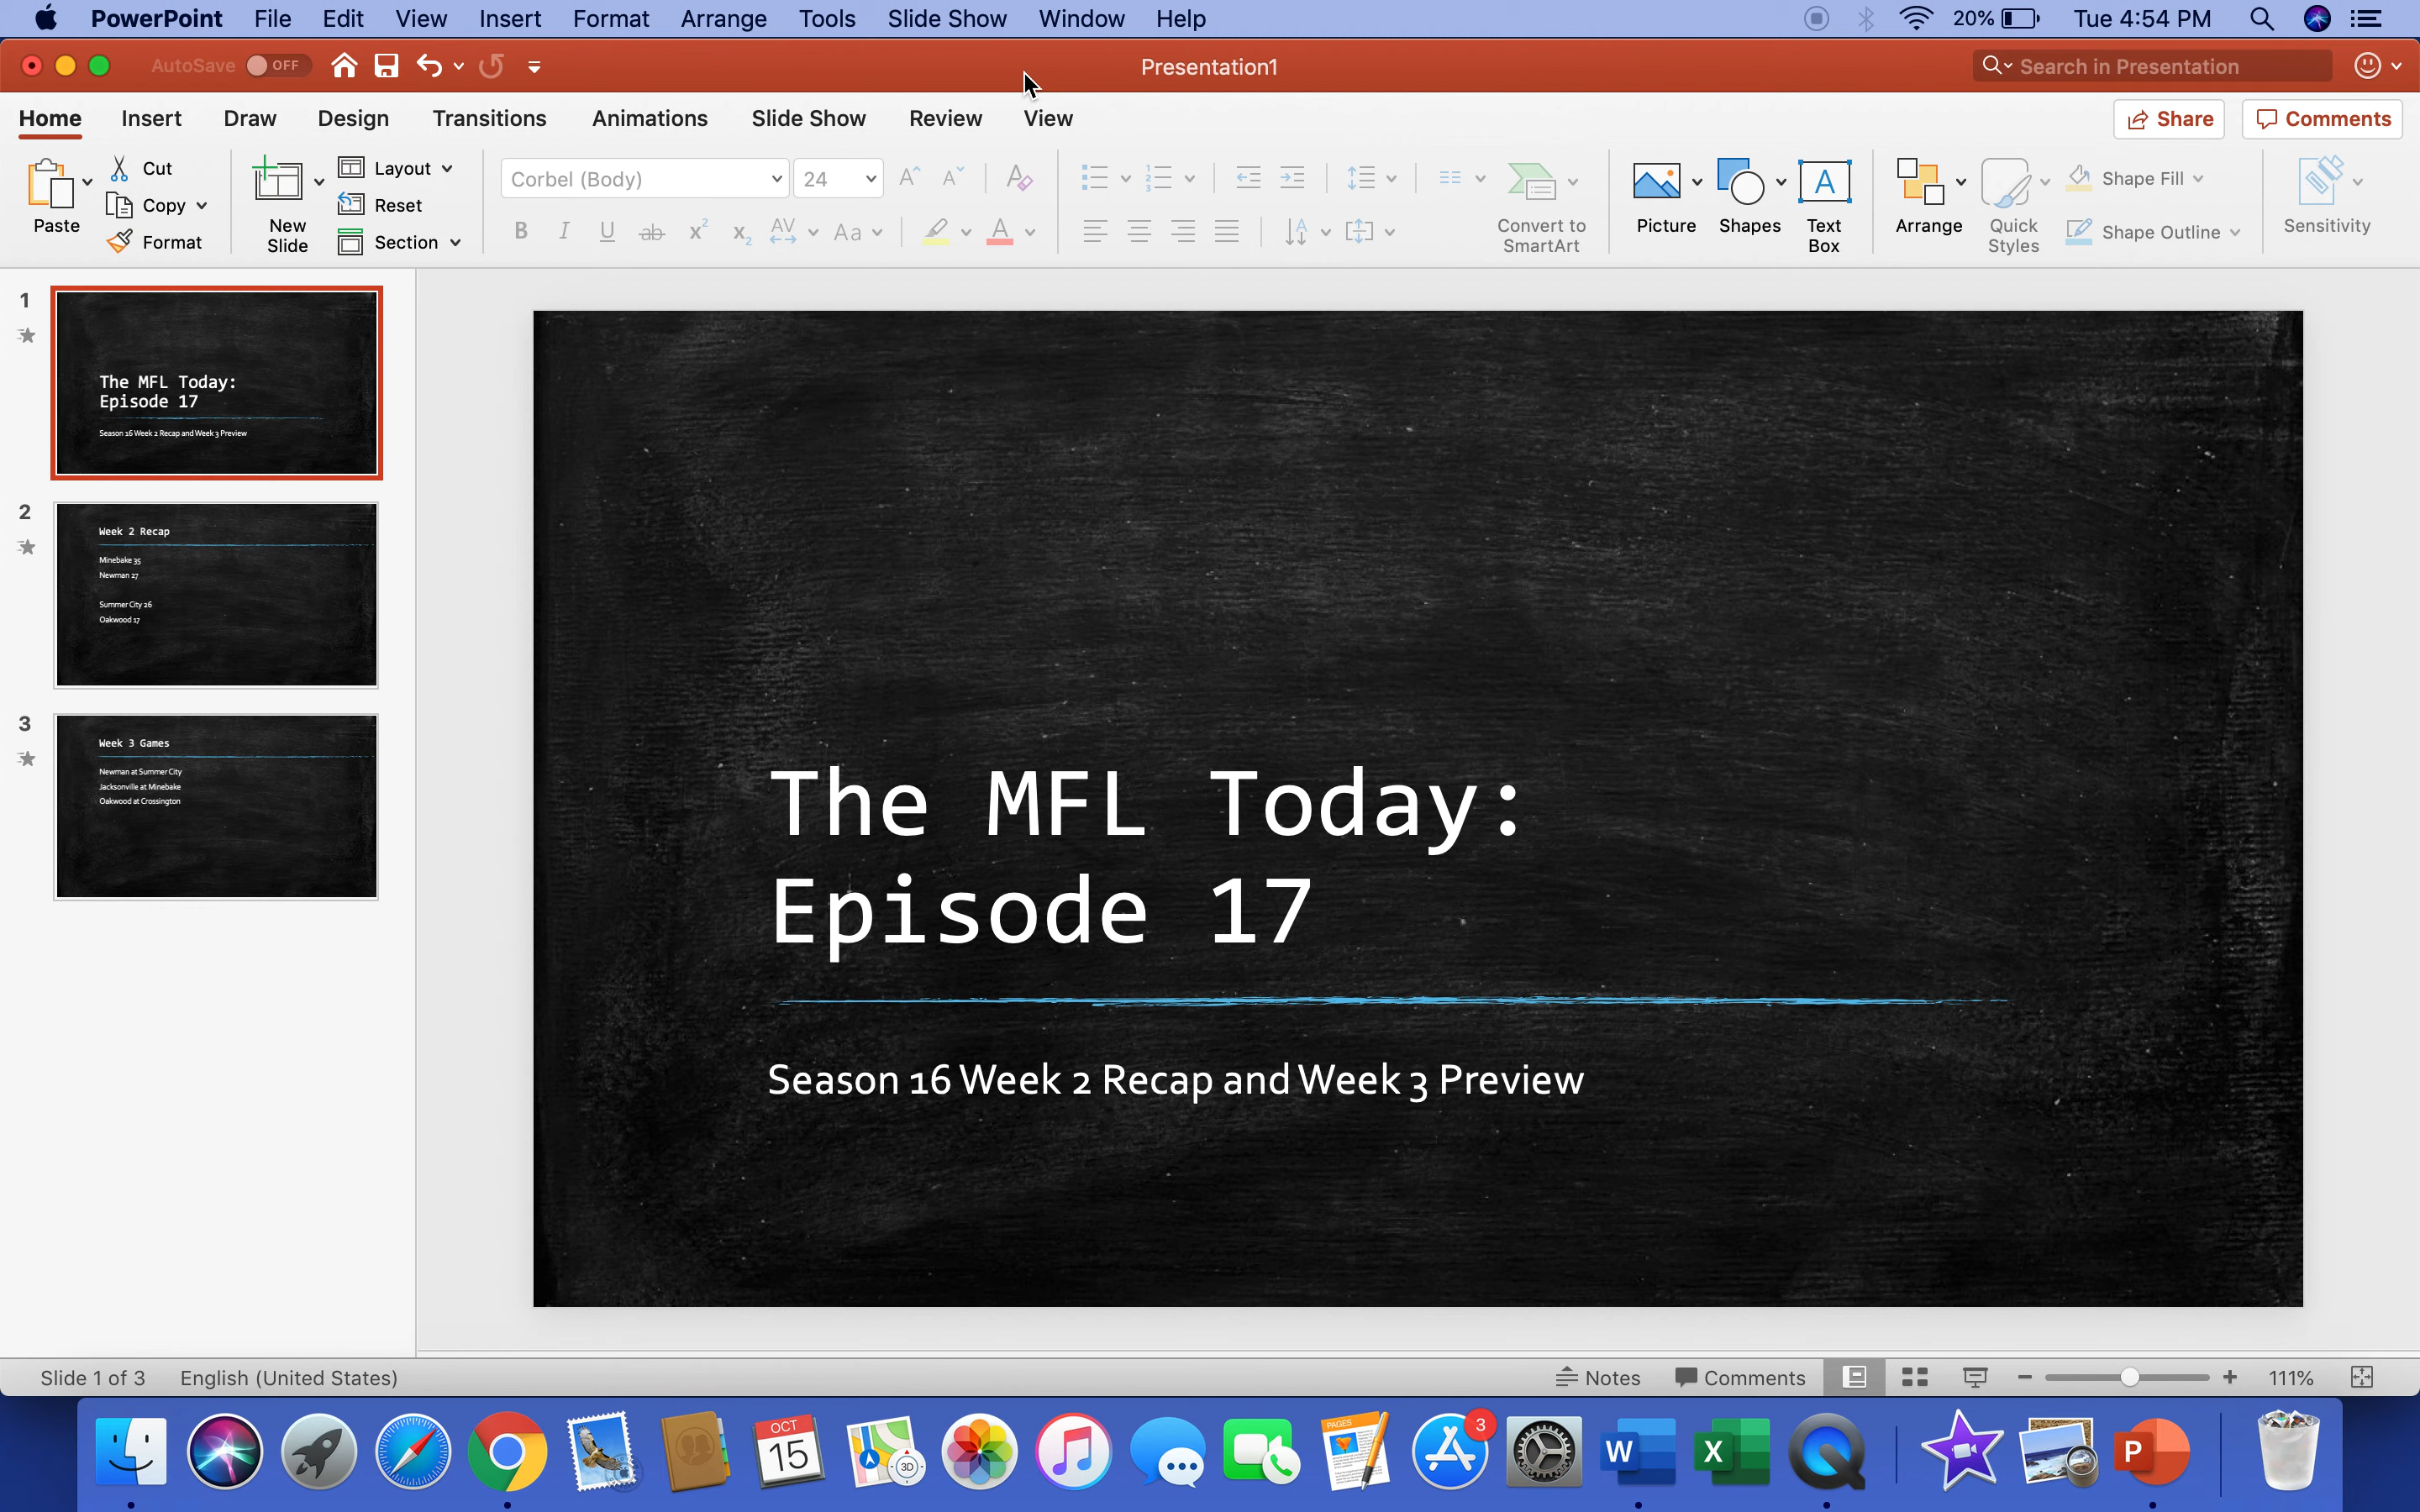 PowerPoint File Edit View Insert Format Arrange Tools Slide Show Window Help 20% Tue 4:54 PM
AutoSave OFF Presentation1 Search in Presentation
Home Insert Draw Design Transitions Animations Slide Show Review View Share Comments
Paste Cut Copy Format
New Slide Layout Reset Section
Corbel (Body) 24
Convert to SmartArt
Picture Shapes Text Box
Arrange Quick Styles Shape Fill Shape Outline
Sensitivity
1
The MFL Today:
Episode 17
Season 16 Week 2 Recap and Week 3 Preview
2
Week 2 Recap
Minebake 35
Newman 27
Summer City 26
Oakwood 17
3
Week 3 Games
Newman at Summer City
Jacksonville at Minebake
Oakwood at Crossington
The MFL Today:
Episode 17
Season 16 Week 2 Recap and Week 3 Preview
Slide 1 of 3 English (United States) Notes Comments 111%
OCT
15
3D
PAGES
3
W
X
P